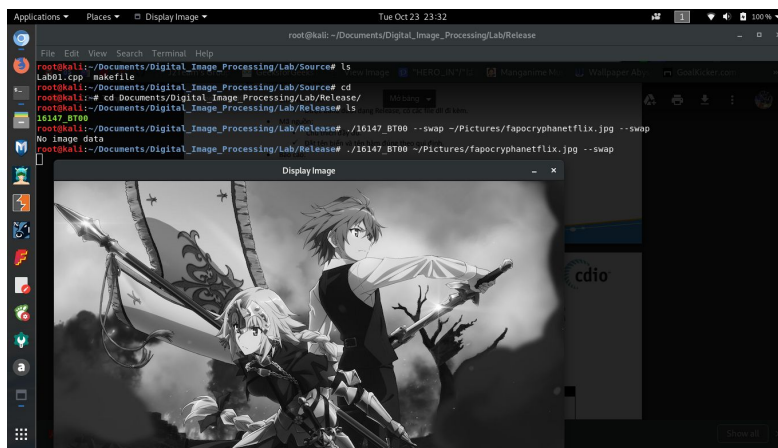 Applications ▾ Places ▾ Display Image ▾ Tue Oct 23 23:32 1 100 %
root@kali: ~/Documents/Digital_Image_Processing/Lab/Release
File Edit View Search Terminal Help
root@kali:~/Documents/Digital_Image_Processing/Lab/Source# ls
Lab01.cpp makefile
root@kali:~/Documents/Digital_Image_Processing/Lab/Source# cd
root@kali:~# cd Documents/Digital_Image_Processing/Lab/Release/
root@kali:~/Documents/Digital_Image_Processing/Lab/Release# ls
16147_BT00
root@kali:~/Documents/Digital_Image_Processing/Lab/Release# ./16147_BT00 --swap ~/Pictures/fapocryphanetflix.jpg --swap
No image data
root@kali:~/Documents/Digital_Image_Processing/Lab/Release# ./16147_BT00 ~/Pictures/fapocryphanetflix.jpg --swap
Display Image
cdio
Show all